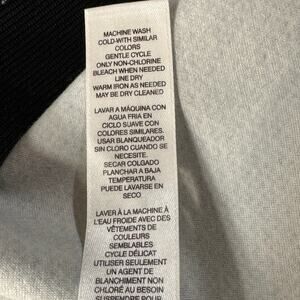 MACHINE WASH
COLD-WITH SIMILAR
COLORS
GENTLE CYCLE
ONLY NON-CHLORINE
BLEACH WHEN NEEDED
LINE DRY
WARM IRON AS NEEDED
MAY BE DRY CLEANED
LAVAR A MÁQUINA CON
AGUA FRIA EN
CICLO SUAVE CON
COLORES SIMILARES.
USAR BLANQUEADOR
SIN CLORO CUANDO SE
NECESITE.
SECAR COLGADO
PLANCHAR A BAJA
TEMPERATURA
PUEDE LAVARSE EN
SECO
LAVER À LA MACHINE À
L'EAU FROIDE AVEC DES
VÊTEMENTS DE
COULEURS
SEMBLABLES
CYCLE DÉLICAT
UTILISER SEULEMENT
UN AGENT DE
BLANCHIMENT NON
CHLORÉ AU BESOIN
SUSPENDRE POUR